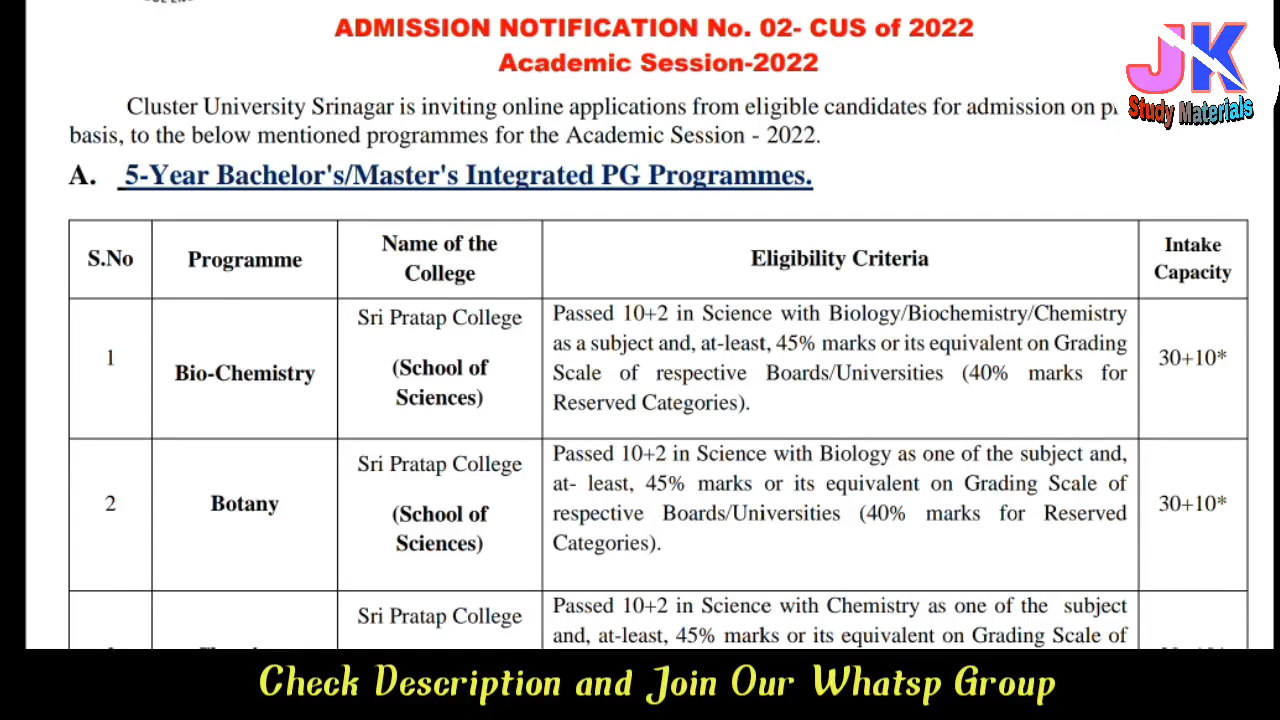 ADMISSION NOTIFICATION No. 02- CUS of 2022
Academic Session-2022
JK
Study Materials
Cluster University Srinagar is inviting online applications from eligible candidates for admission on
basis, to the below mentioned programmes for the Academic Session - 2022.
A. 5-Year Bachelor's/Master's Integrated PG Programmes.
S.No
Programme
Name of the
College
Eligibility Criteria
Intake
Capacity
1
Bio-Chemistry
Sri Pratap College
(School of
Sciences)
Passed 10+2 in Science with Biology/Biochemistry/Chemistry
as a subject and, at-least, 45% marks or its equivalent on Grading
Scale of respective Boards/Universities (40% marks for
Reserved Categories).
30+10*
2
Botany
Sri Pratap College
(School of
Sciences)
Passed 10+2 in Science with Biology as one of the subject and,
at- least, 45% marks or its equivalent on Grading Scale of
respective Boards/Universities (40% marks for Reserved
Categories).
30+10*
Sri Pratap College
Passed 10+2 in Science with Chemistry as one of the subject
and, at-least, 45% marks or its equivalent on Grading Scale of
Check Description and Join Our Whatsp Group